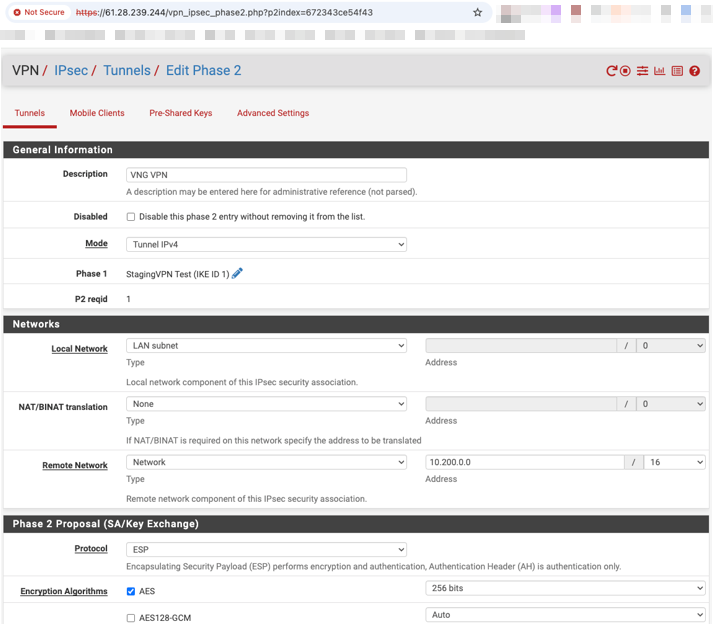 Not Secure https://61.28.239.244/vpn_ipsec_phase2.php?p2index=672343ce54f43
VPN / IPsec / Tunnels / Edit Phase 2
Tunnels Mobile Clients Pre-Shared Keys Advanced Settings
General Information
Description VNG VPN
A description may be entered here for administrative reference (not parsed).
Disabled Disable this phase 2 entry without removing it from the list.
Mode Tunnel IPv4
Phase 1 StagingVPN Test (IKE ID 1)
P2 reqid 1
Networks
Local Network LAN subnet / 0
Type Address
Local network component of this IPsec security association.
NAT/BINAT translation None / 0
Type Address
If NAT/BINAT is required on this network specify the address to be translated
Remote Network Network 10.200.0.0 / 16
Type Address
Remote network component of this IPsec security association.
Phase 2 Proposal (SA/Key Exchange)
Protocol ESP
Encapsulating Security Payload (ESP) performs encryption and authentication, Authentication Header (AH) is authentication only.
Encryption Algorithms AES 256 bits
AES128-GCM Auto